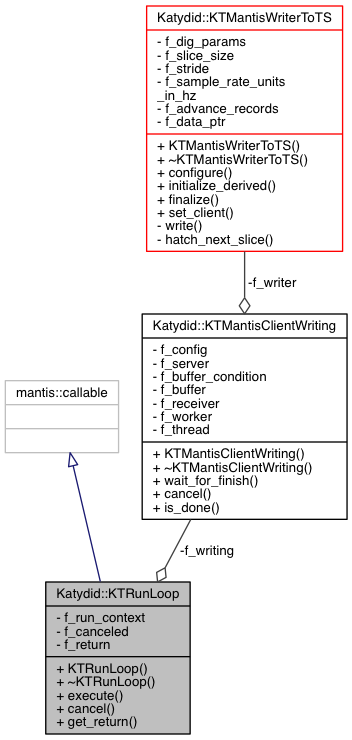 Katydid::KTMantisWriterToTS
- f_dig_params
- f_slice_size
- f_stride
- f_sample_rate_units
_in_hz
- f_advance_records
- f_data_ptr
+ KTMantisWriterToTS()
+ ~KTMantisWriterToTS()
+ configure()
+ initialize_derived()
+ finalize()
+ set_client()
- write()
- hatch_next_slice()
-f_writer
Katydid::KTMantisClientWriting
- f_config
- f_server
- f_buffer_condition
- f_buffer
- f_receiver
- f_worker
- f_thread
+ KTMantisClientWriting()
+ ~KTMantisClientWriting()
+ wait_for_finish()
+ cancel()
+ is_done()
mantis::callable
-f_writing
Katydid::KTRunLoop
- f_run_context
- f_canceled
- f_return
+ KTRunLoop()
+ ~KTRunLoop()
+ execute()
+ cancel()
+ get_return()